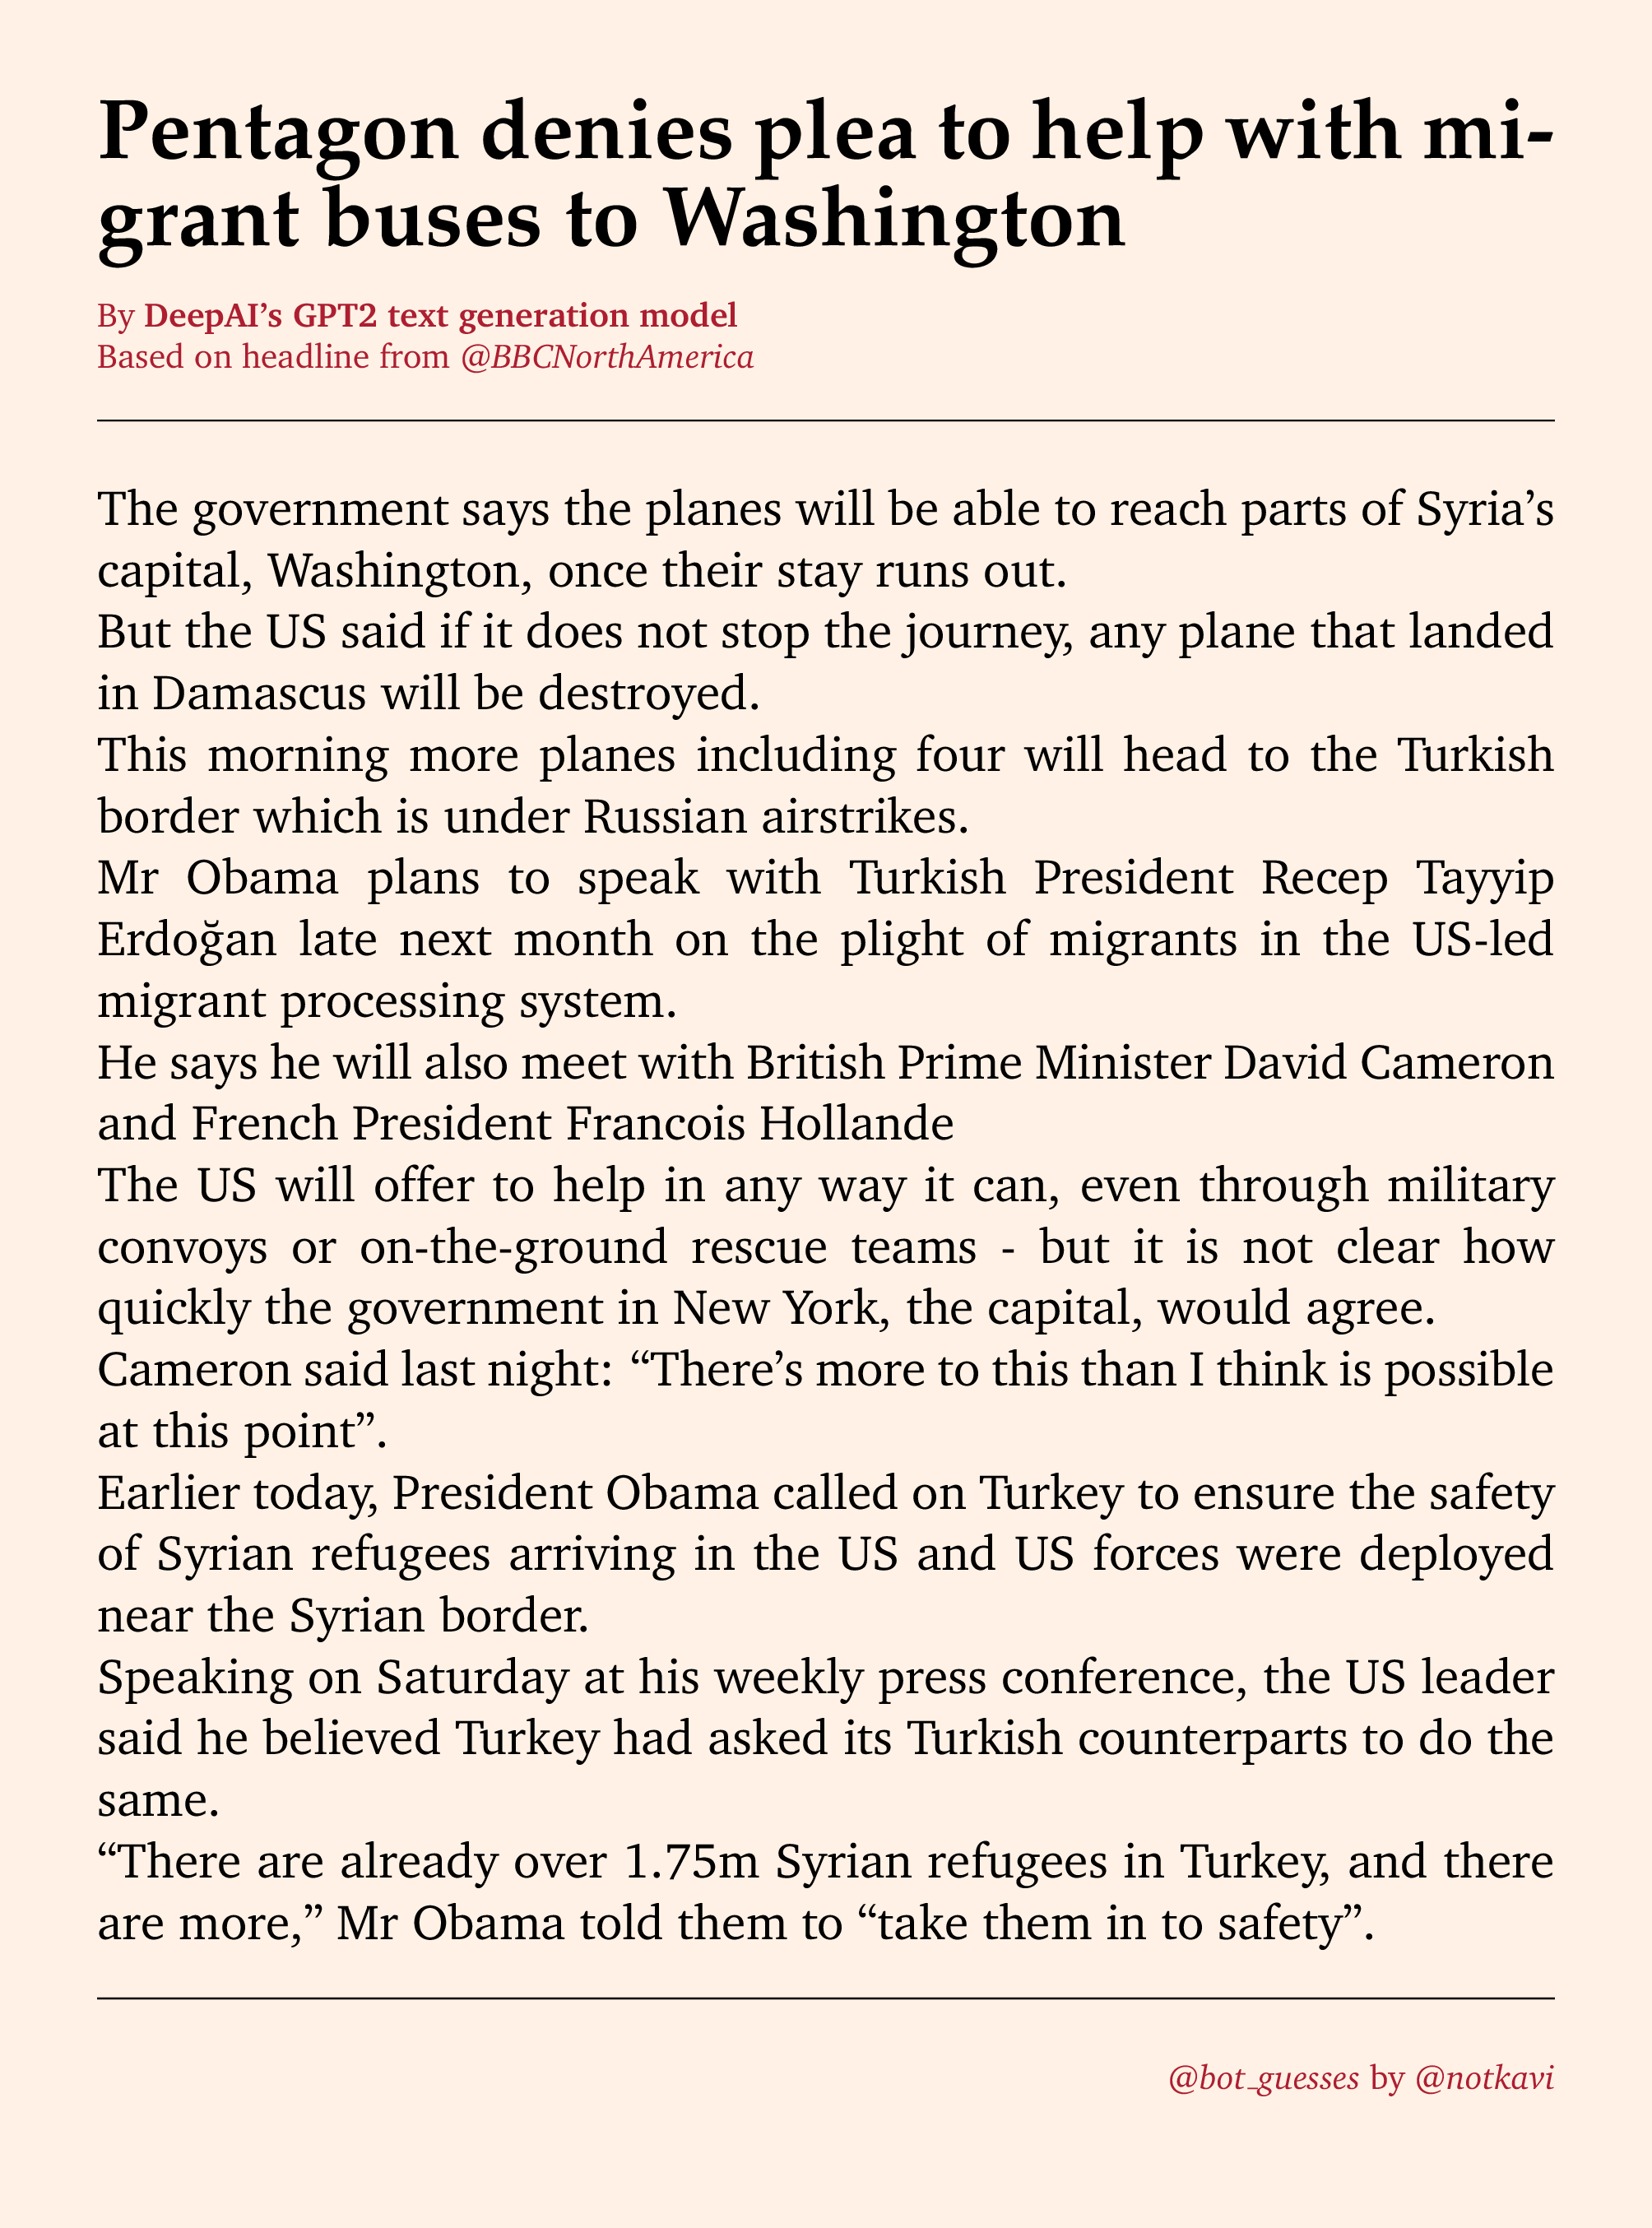 Pentagon denies plea to help with mi-
grant buses to Washington
By DeepAI’s GPT2 text generation model
Based on headline from @BBCNorthAmerica
The government says the planes will be able to reach parts of Syria’s
capital, Washington, once their stay runs out.
But the US said if it does not stop the journey, any plane that landed
in Damascus will be destroyed.
This morning more planes including four will head to the Turkish
border which is under Russian airstrikes.
Mr Obama plans to speak with Turkish President Recep Tayyip
Erdoğan late next month on the plight of migrants in the US-led
migrant processing system.
He says he will also meet with British Prime Minister David Cameron
and French President Francois Hollande
The US will offer to help in any way it can, even through military
convoys or on-the-ground rescue teams - but it is not clear how
quickly the government in New York, the capital, would agree.
Cameron said last night: “There’s more to this than I think is possible
at this point”.
Earlier today, President Obama called on Turkey to ensure the safety
of Syrian refugees arriving in the US and US forces were deployed
near the Syrian border.
Speaking on Saturday at his weekly press conference, the US leader
said he believed Turkey had asked its Turkish counterparts to do the
same.
“There are already over 1.75m Syrian refugees in Turkey, and there
are more,” Mr Obama told them to “take them in to safety”.
@bot_guesses by @notkavi